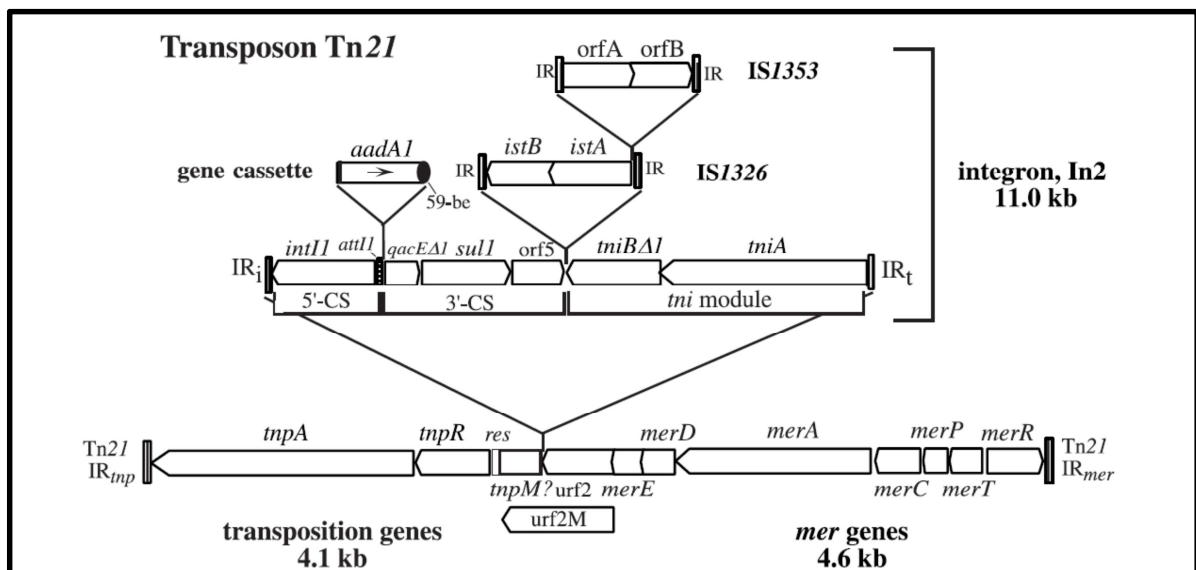 Transposon Tn21
orfA orfB
IR IR IS1353
istB istA
IR IR IS1326
aadA1
gene cassette
59-be
integron, In2
11.0 kb
intI1 attI1 qacEΔ1 sul1 orf5 tniBΔ1 tniA
IRi IRt
5'-CS 3'-CS tni module
tnpA tnpR res merD merA merP merR
Tn21 Tn21
IRtnp IRmer
tnpM? urf2 merE merC merT
urf2M
transposition genes mer genes
4.1 kb 4.6 kb